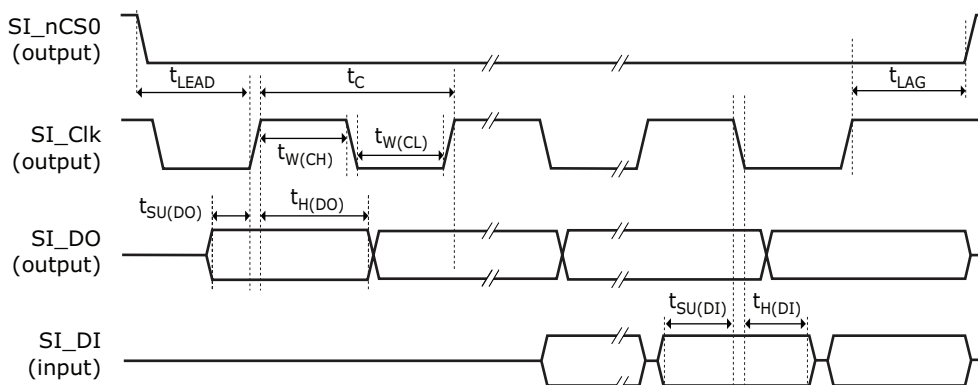 SI_nCS0
(output)
tLEAD
tC
tLAG
SI_Clk
(output)
tW(CH)
tW(CL)
tSU(DO)
tH(DO)
SI_DO
(output)
tSU(DI)
tH(DI)
SI_DI
(input)